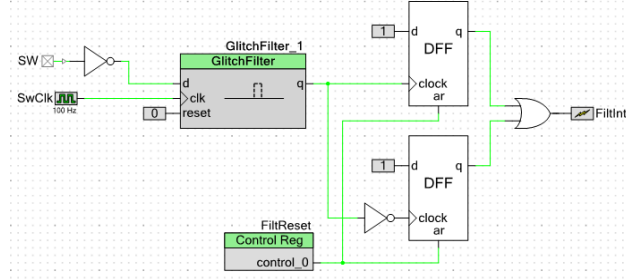 GlitchFilter_1
GlitchFilter
SW
d
q
SwClk
100 Hz
clk
0
reset
1
d
q
DFF
clock
ar
FiltInt
1
d
q
DFF
clock
ar
FiltReset
Control Reg
control_0